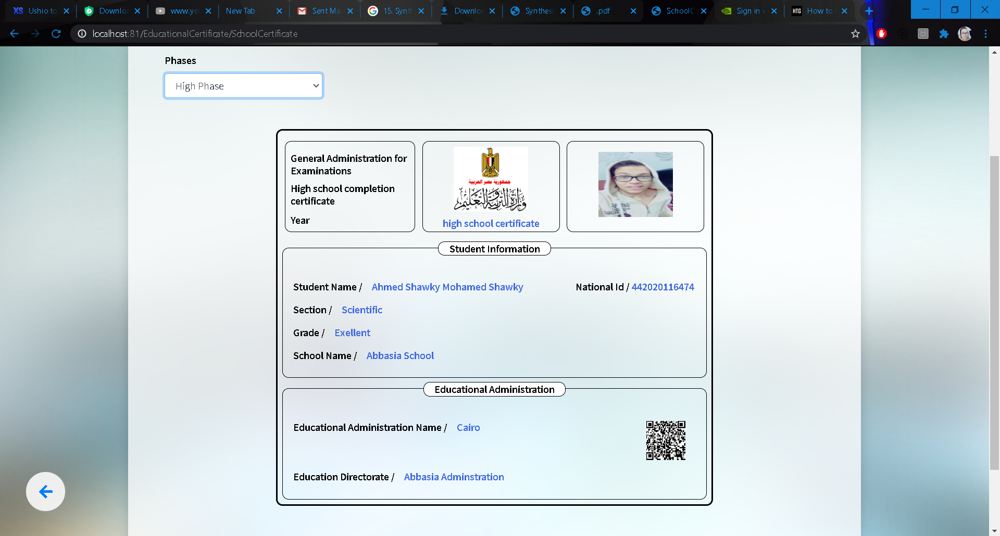 XS Ushio to
Downlo
www.yo
New Tab
Sent Ma
15. Synt
Downlo
Synthes
.pdf
SchoolC
Sign in w
HTG How to
localhost:81/EducationalCertificate/SchoolCertificate
Phases
High Phase
General Administration for
Examinations
High school completion
certificate
Year
جمهورية مصر العربية
وزارة التربية والتعليم
high school certificate
Student Information
Student Name / Ahmed Shawky Mohamed Shawky
National Id / 442020116474
Section / Scientific
Grade / Exellent
School Name / Abbasia School
Educational Administration
Educational Administration Name / Cairo
Education Directorate / Abbasia Adminstration